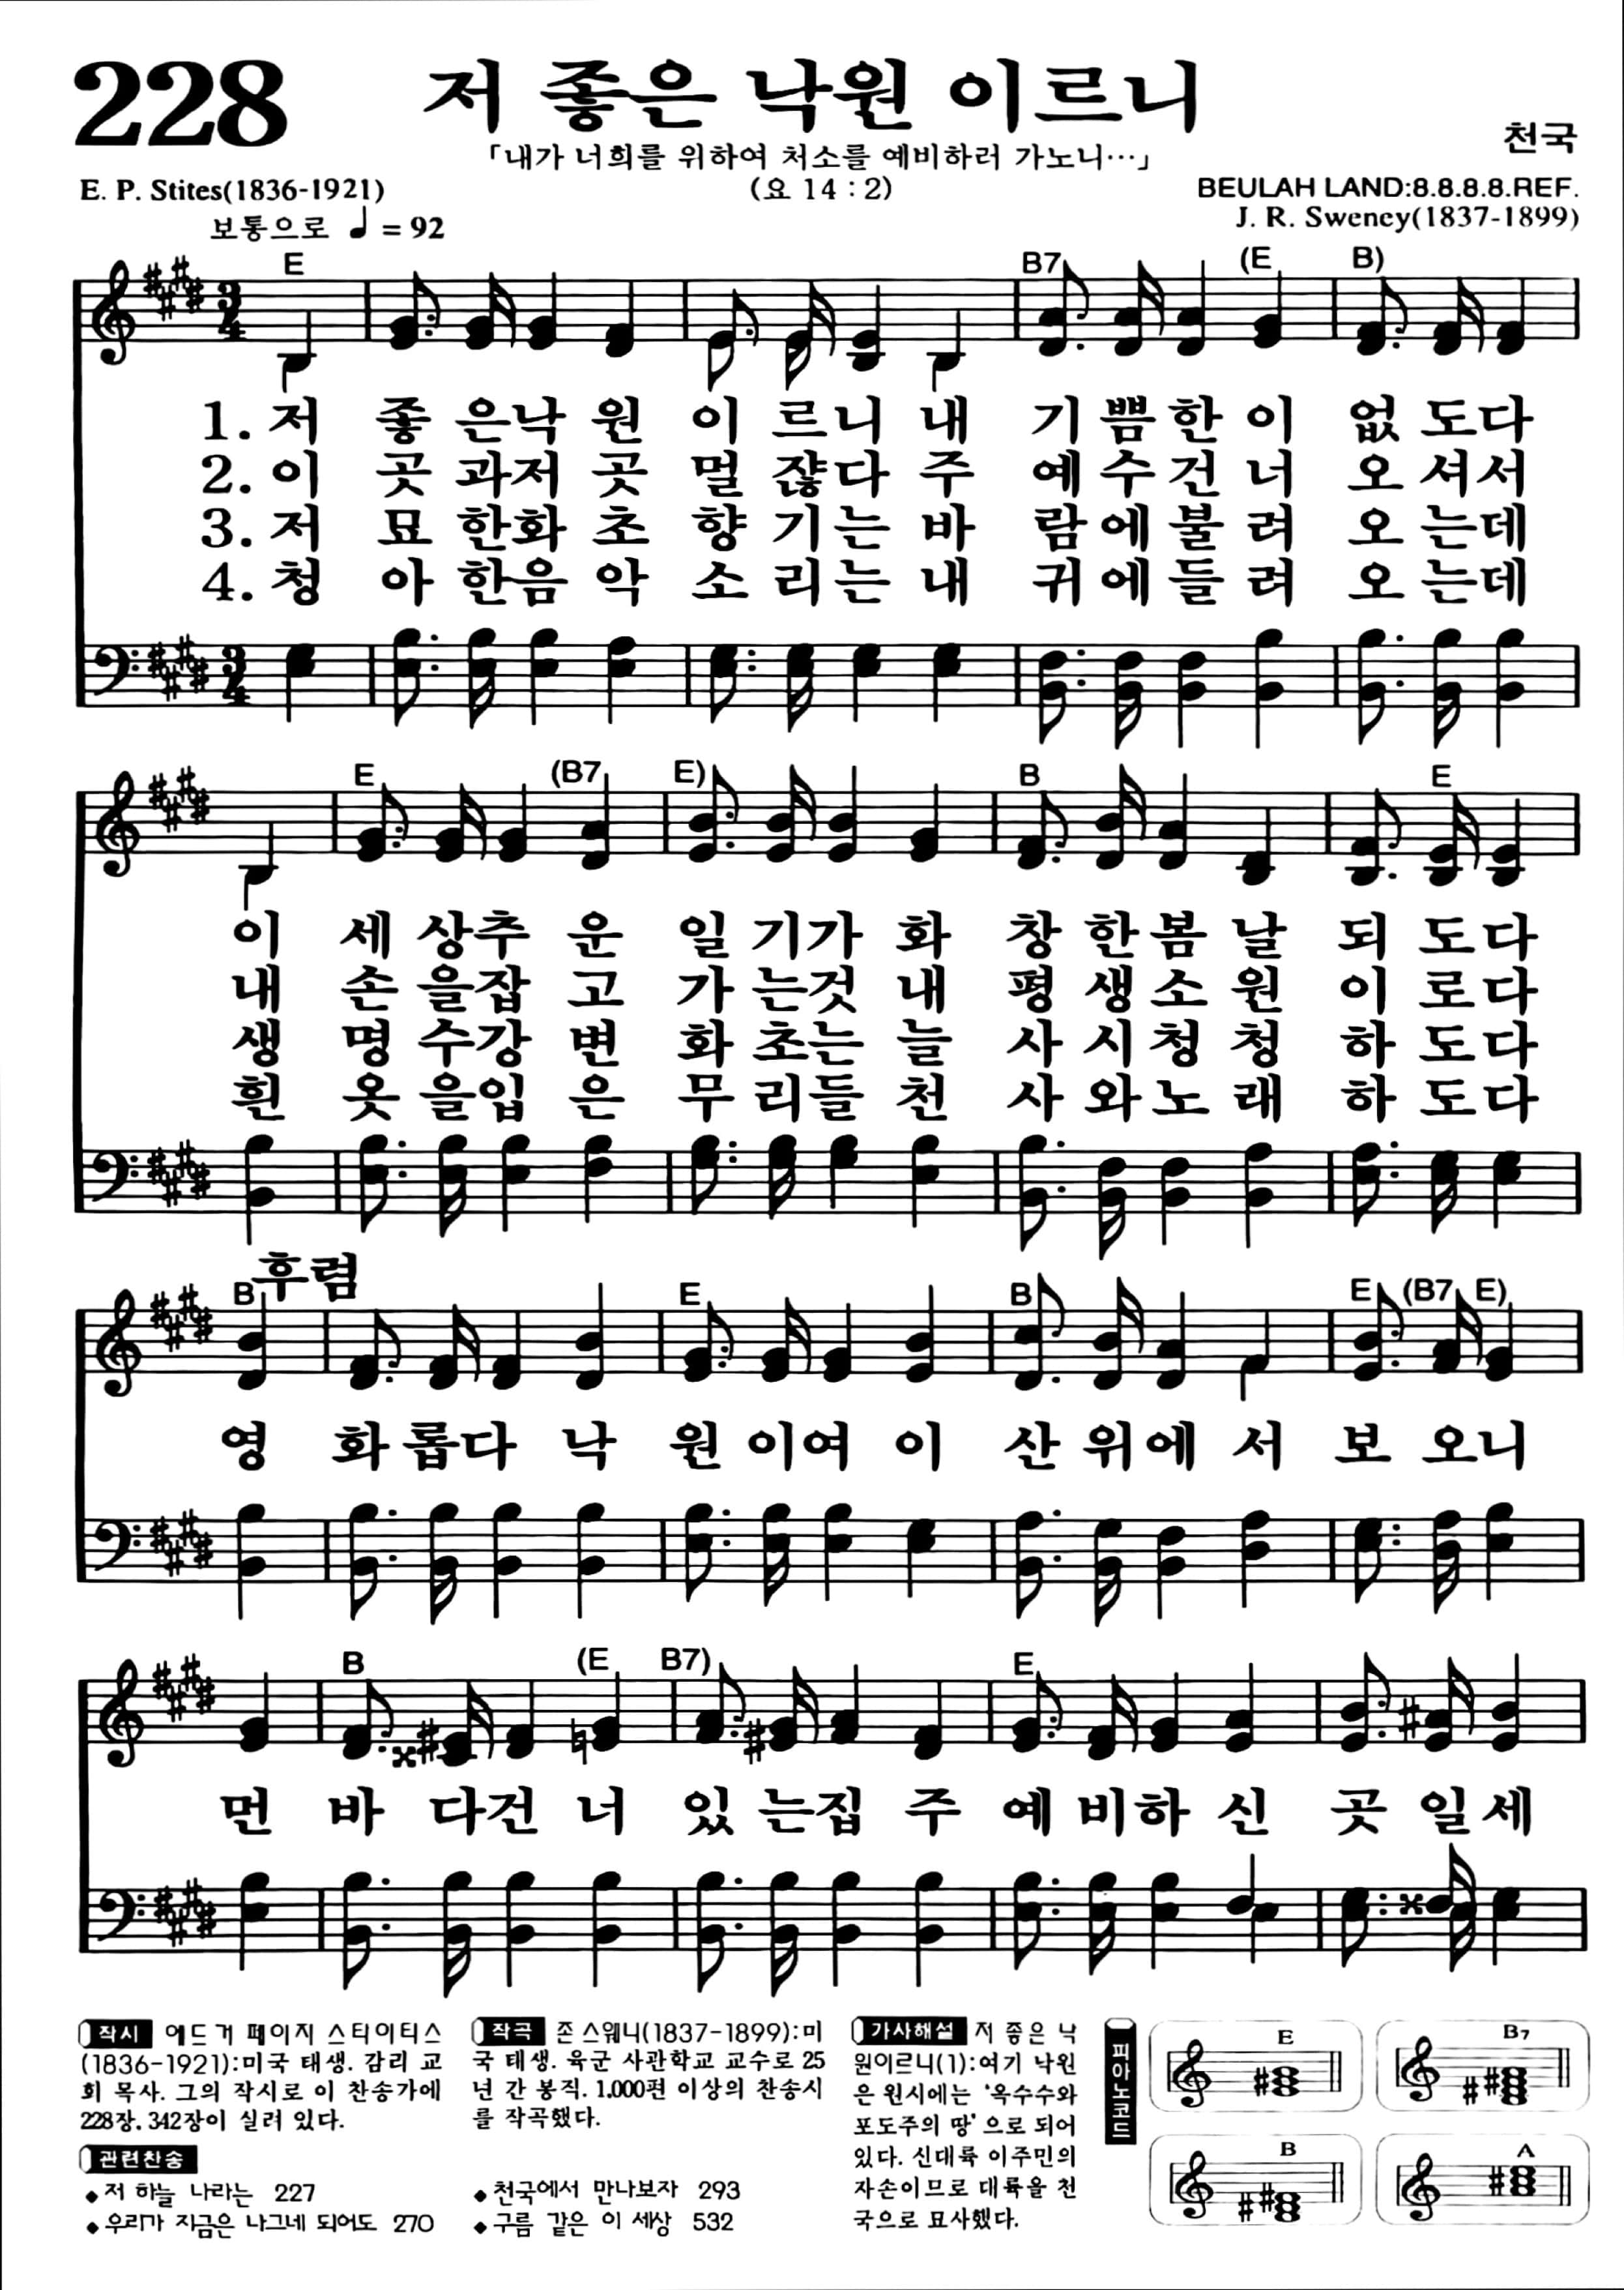 228
저 좋은 낙원 이르니
천국
「내가 너희를 위하여 처소를 예비하러 가노니…」
(요 14 : 2)
E. P. Stites(1836-1921)
BEULAH LAND:8.8.8.8.REF.
보통으로 ♩ = 92
J. R. Sweney(1837-1899)
E B7 (E B)
1. 저 좋 은낙 원 이 르니 내 기 쁨한 이 없 도다
2. 이 곳 과저 곳 멀 잖다 주 예 수건 너 오 셔서
3. 저 묘 한화 초 향 기는 바 람에불 려 오 는데
4. 청 아 한음 악 소 리는 내 귀 에들 려 오 는데
E (B7 E) B E
이 세 상추 운 일 기가 화 창 한봄 날 되 도다
내 손 을잡 고 가 는것 내 평 생소 원 이 로다
생 명 수강 변 화 초는 늘 사 시청 청 하 도다
흰 옷 을입 은 무 리들 천 사 와노 래 하 도다
후렴
B E B E (B7 E)
영 화 롭다 낙 원 이여 이 산 위에 서 보 오니
B (E B7) E
먼 바 다건 너 있 는집 주 예 비하 신 곳 일세
작시 에드거 페이지 스타이티스
(1836-1921):미국 태생. 감리 교
회 목사. 그의 작시로 이 찬송가에
228장. 342장이 실려 있다.
작곡 존 스웨니(1837-1899):미
국 태생. 육군 사관학교 교수로 25
년 간 봉직. 1.000편 이상의 찬송시
를 작곡했다.
가사해설 저 좋은 낙
원이르니(1):여기 낙원
은 원시에는 '옥수수와
포도주의 땅'으로 되어
있다. 신대륙 이주민의
자손이므로 대륙을 천
국으로 묘사했다.
관련찬송
◆저 하늘 나라는 227
◆우리가 지금은 나그네 되어도 270
◆천국에서 만나보자 293
◆구름 같은 이 세상 532
피아노코드
E
B7
B
A